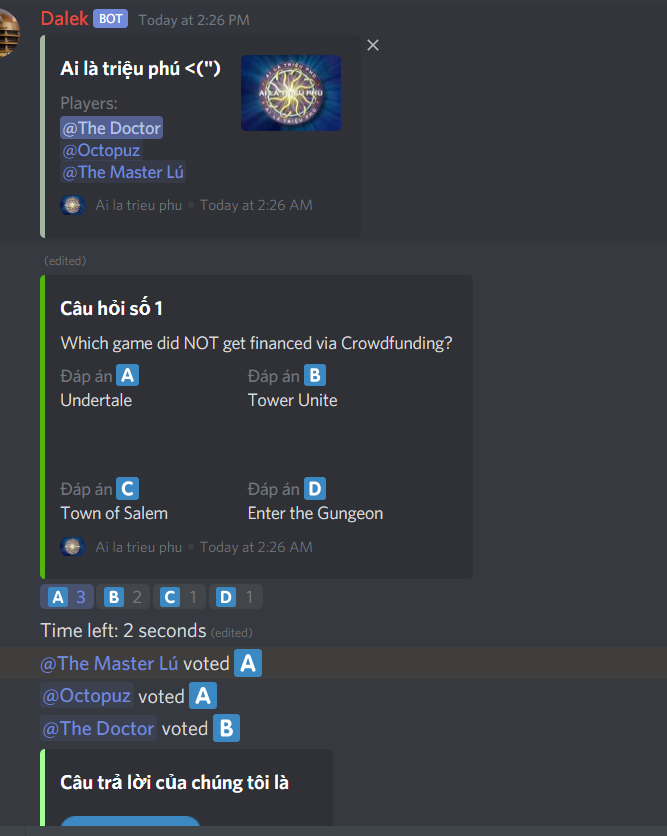 Dalek BOT Today at 2:26 PM
Ai là triệu phú <(")
AI LÀ TRIỆU PHÚ
Players:
@The Doctor
@Octopuz
@The Master Lú
Ai la trieu phu • Today at 2:26 AM
(edited)
Câu hỏi số 1
Which game did NOT get financed via Crowdfunding?
Đáp án A Đáp án B
Undertale Tower Unite
Đáp án C Đáp án D
Town of Salem Enter the Gungeon
Ai la trieu phu • Today at 2:26 AM
A 3 B 2 C 1 D 1
Time left: 2 seconds (edited)
@The Master Lú voted A
@Octopuz voted A
@The Doctor voted B
Câu trả lời của chúng tôi là